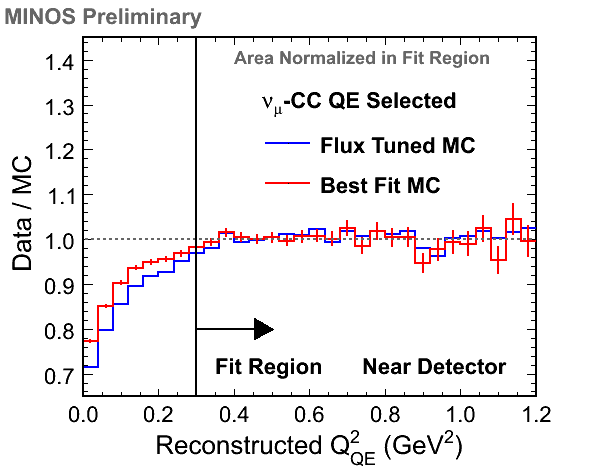 MINOS Preliminary
Area Normalized in Fit Region
νμ-CC QE Selected
Flux Tuned MC
Best Fit MC
Data / MC
1.4
1.3
1.2
1.1
1.0
0.9
0.8
0.7
Fit Region
Near Detector
0.0
0.2
0.4
0.6
0.8
1.0
1.2
Reconstructed Q²QE (GeV²)